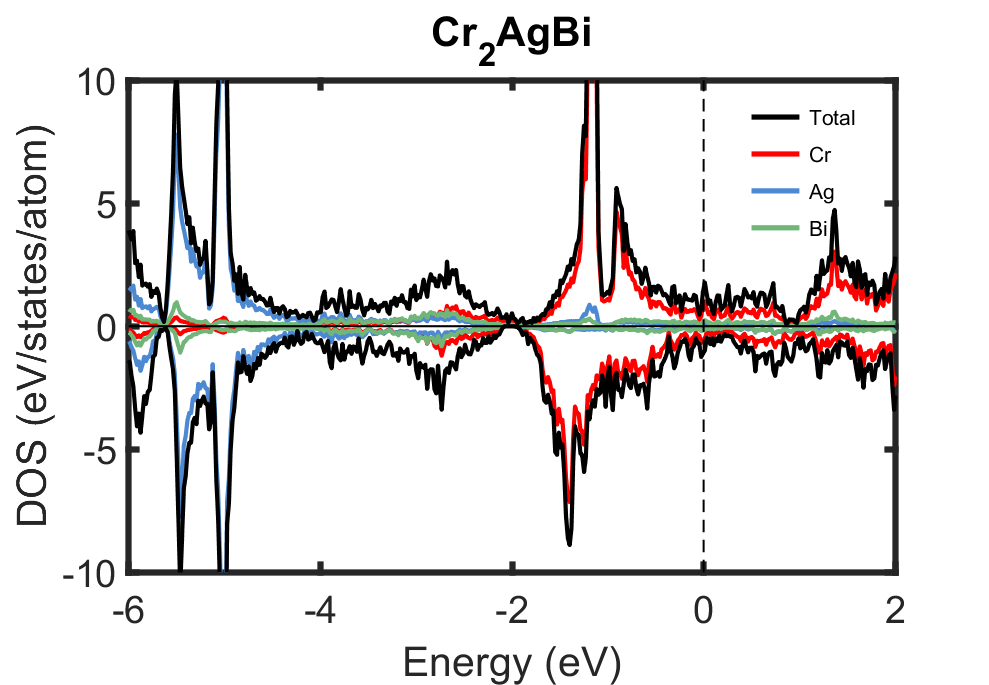 Cr2AgBi
10
5
0
-5
-10
DOS (eV/states/atom)
Total
Cr
Ag
Bi
-6
-4
-2
0
2
Energy (eV)